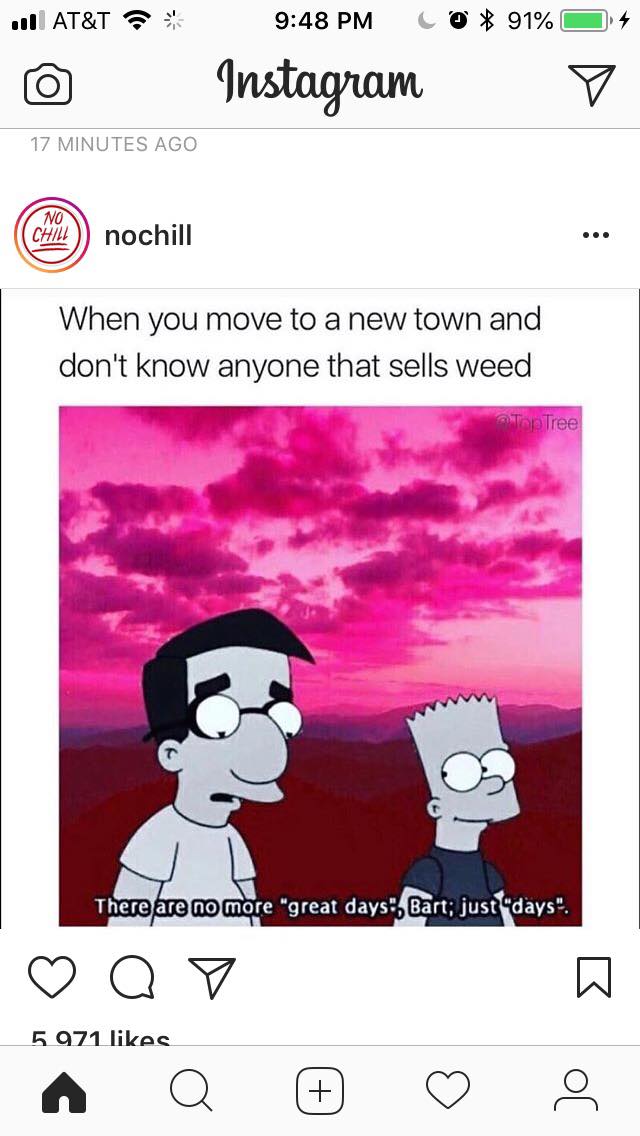 AT&T 9:48 PM 91%
Instagram
17 MINUTES AGO
NO
CHILL
nochill
When you move to a new town and
don't know anyone that sells weed
@TopTree
There are no more "great days", Bart; just "days".
5,971 likes